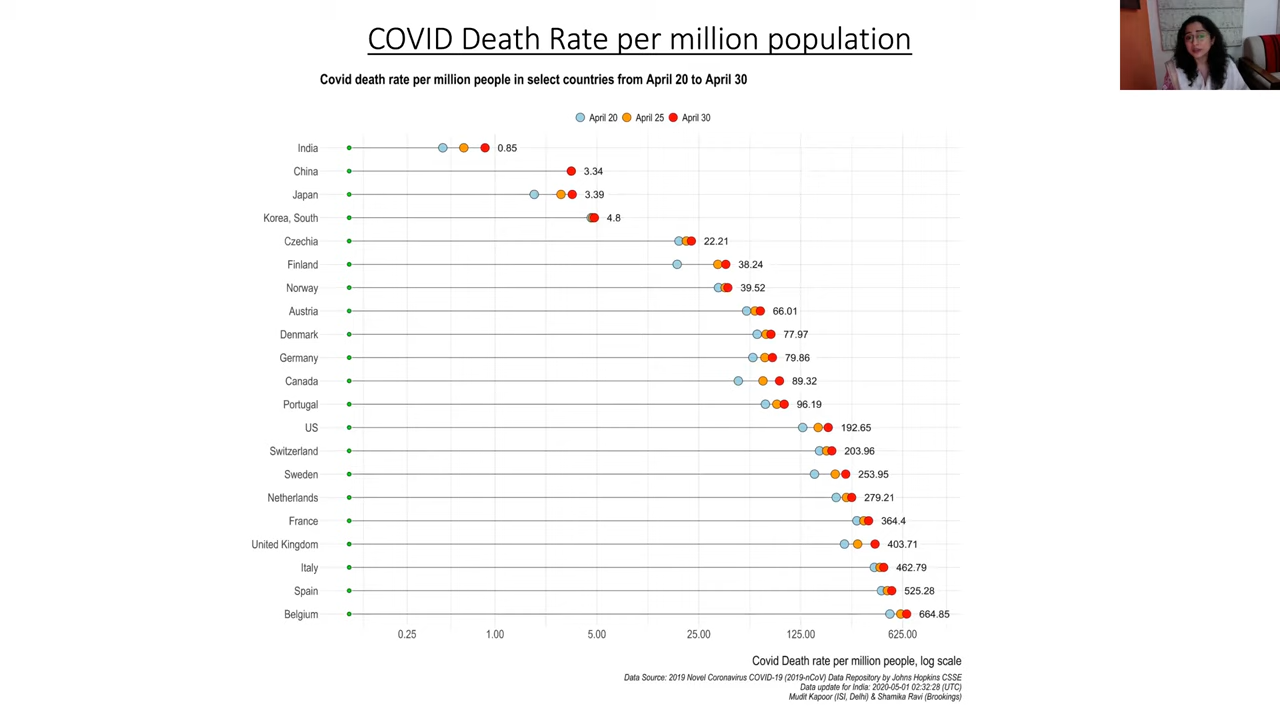 COVID Death Rate per million population
Covid death rate per million people in select countries from April 20 to April 30
April 20 April 25 April 30
India 0.85
China 3.34
Japan 3.39
Korea, South 4.8
Czechia 22.21
Finland 38.24
Norway 39.52
Austria 66.01
Denmark 77.97
Germany 79.86
Canada 89.32
Portugal 96.19
US 192.65
Switzerland 203.96
Sweden 253.95
Netherlands 279.21
France 364.4
United Kingdom 403.71
Italy 462.79
Spain 525.28
Belgium 664.85
0.25 1.00 5.00 25.00 125.00 625.00
Covid Death rate per million people, log scale
Data Source: 2019 Novel Coronavirus COVID-19 (2019-nCoV) Data Repository by Johns Hopkins CSSE
Data update for India: 2020-05-01 02:32:28 (UTC)
Mudit Kapoor (ISI, Delhi) & Shamika Ravi (Brookings)